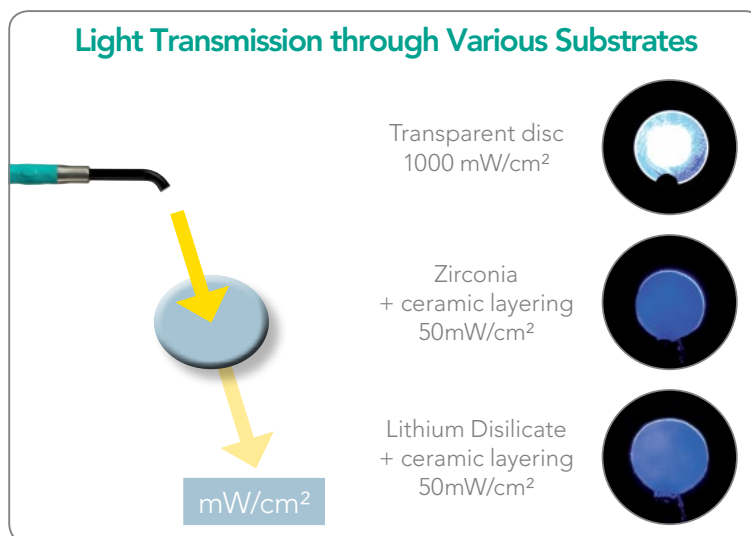 Light Transmission through Various Substrates
Transparent disc
1000 mW/cm²
Zirconia
+ ceramic layering
50mW/cm²
Lithium Disilicate
+ ceramic layering
50mW/cm²
mW/cm²